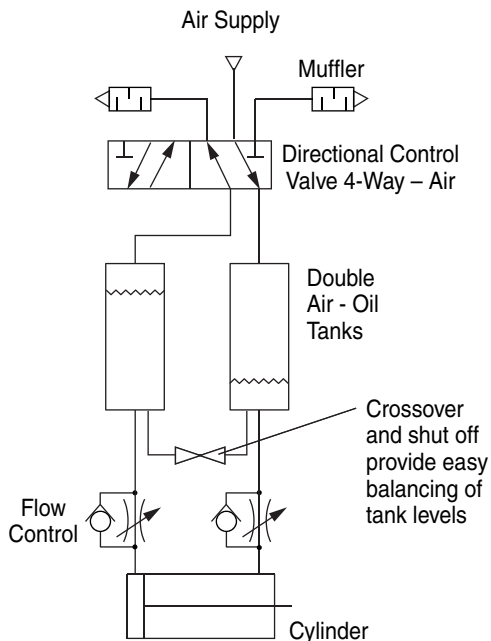 Air Supply
Muffler
Directional Control
Valve 4-Way – Air
Double
Air - Oil
Tanks
Crossover
and shut off
provide easy
balancing of
tank levels
Flow
Control
Cylinder